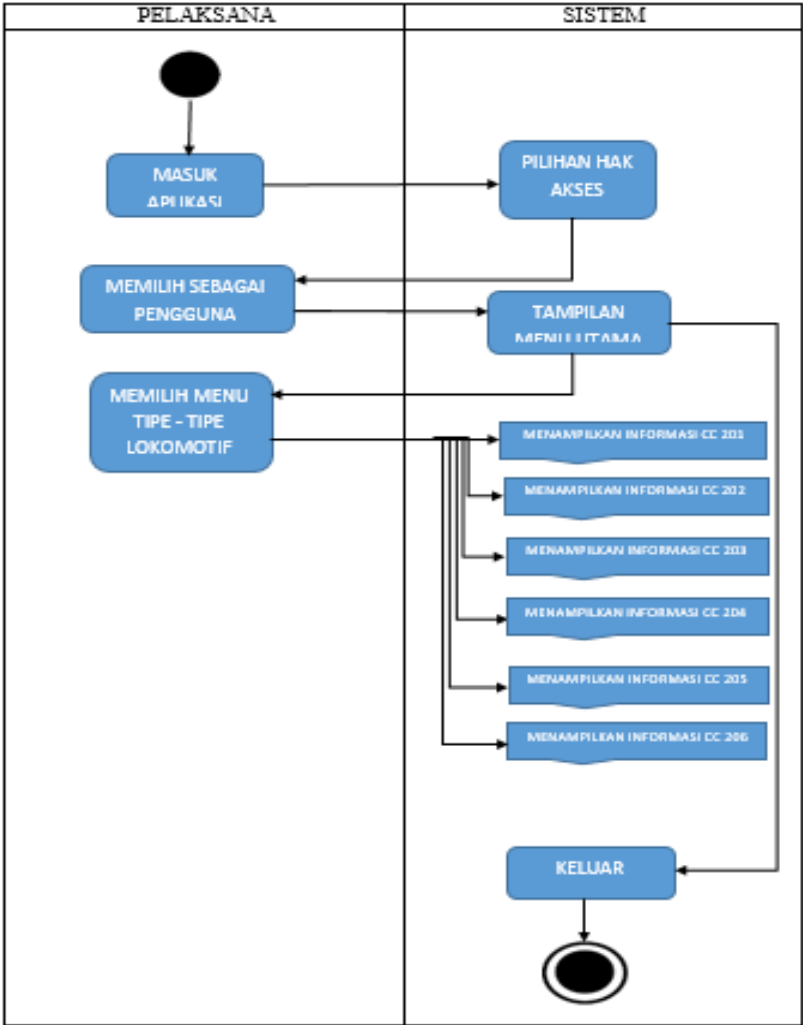 PELAKSANA
SISTEM
MASUK
APLIKASI
PILIHAN HAK
AKSES
MEMILIH SEBAGAI
PENGGUNA
TAMPILAN
MENU UTAMA
MEMILIH MENU
TIPE - TIPE
LOKOMOTIF
MENAMPILKAN INFORMASI CC 201
MENAMPILKAN INFORMASI CC 202
MENAMPILKAN INFORMASI CC 203
MENAMPILKAN INFORMASI CC 204
MENAMPILKAN INFORMASI CC 205
MENAMPILKAN INFORMASI CC 206
KELUAR